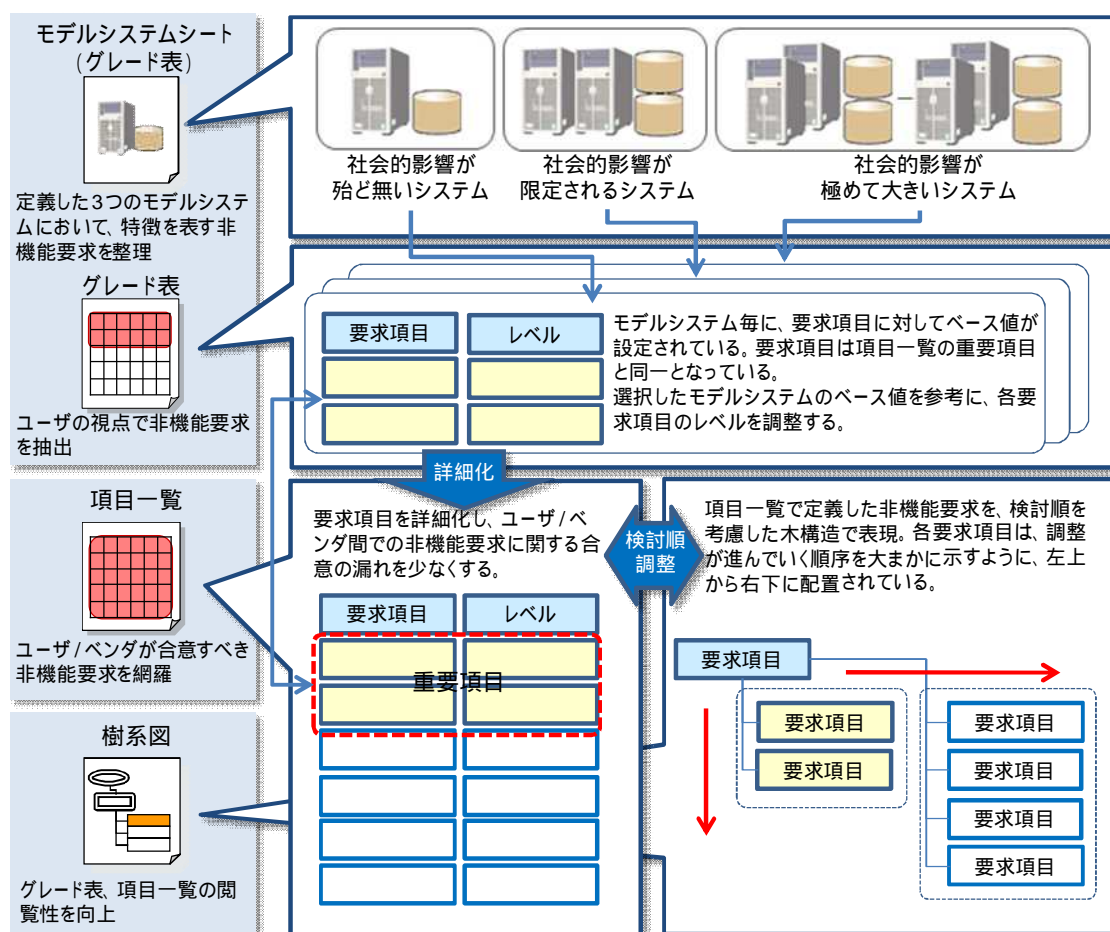 モデルシステムシート
(グレード表)
定義した3つのモデルシステ
ムにおいて、特徴を表す非
機能要求を整理
社会的影響が
殆ど無いシステム
社会的影響が
限定されるシステム
社会的影響が
極めて大きいシステム
グレード表
ユーザの視点で非機能要求
を抽出
要求項目
レベル
モデルシステム毎に、要求項目に対してベース値が
設定されている。要求項目は項目一覧の重要項目
と同一となっている。
選択したモデルシステムのベース値を参考に、各要
求項目のレベルを調整する。
詳細化
項目一覧
ユーザ/ベンダが合意すべき
非機能要求を網羅
要求項目を詳細化し、ユーザ/ベ
ンダ間での非機能要求に関する合
意の漏れを少なくする。
要求項目
レベル
重要項目
検討順
調整
項目一覧で定義した非機能要求を、検討順を
考慮した木構造で表現。各要求項目は、調整
が進んでいく順序を大まかに示すように、左上
から右下に配置されている。
要求項目
要求項目
要求項目
要求項目
要求項目
要求項目
要求項目
樹系図
グレード表、項目一覧の閲
覧性を向上